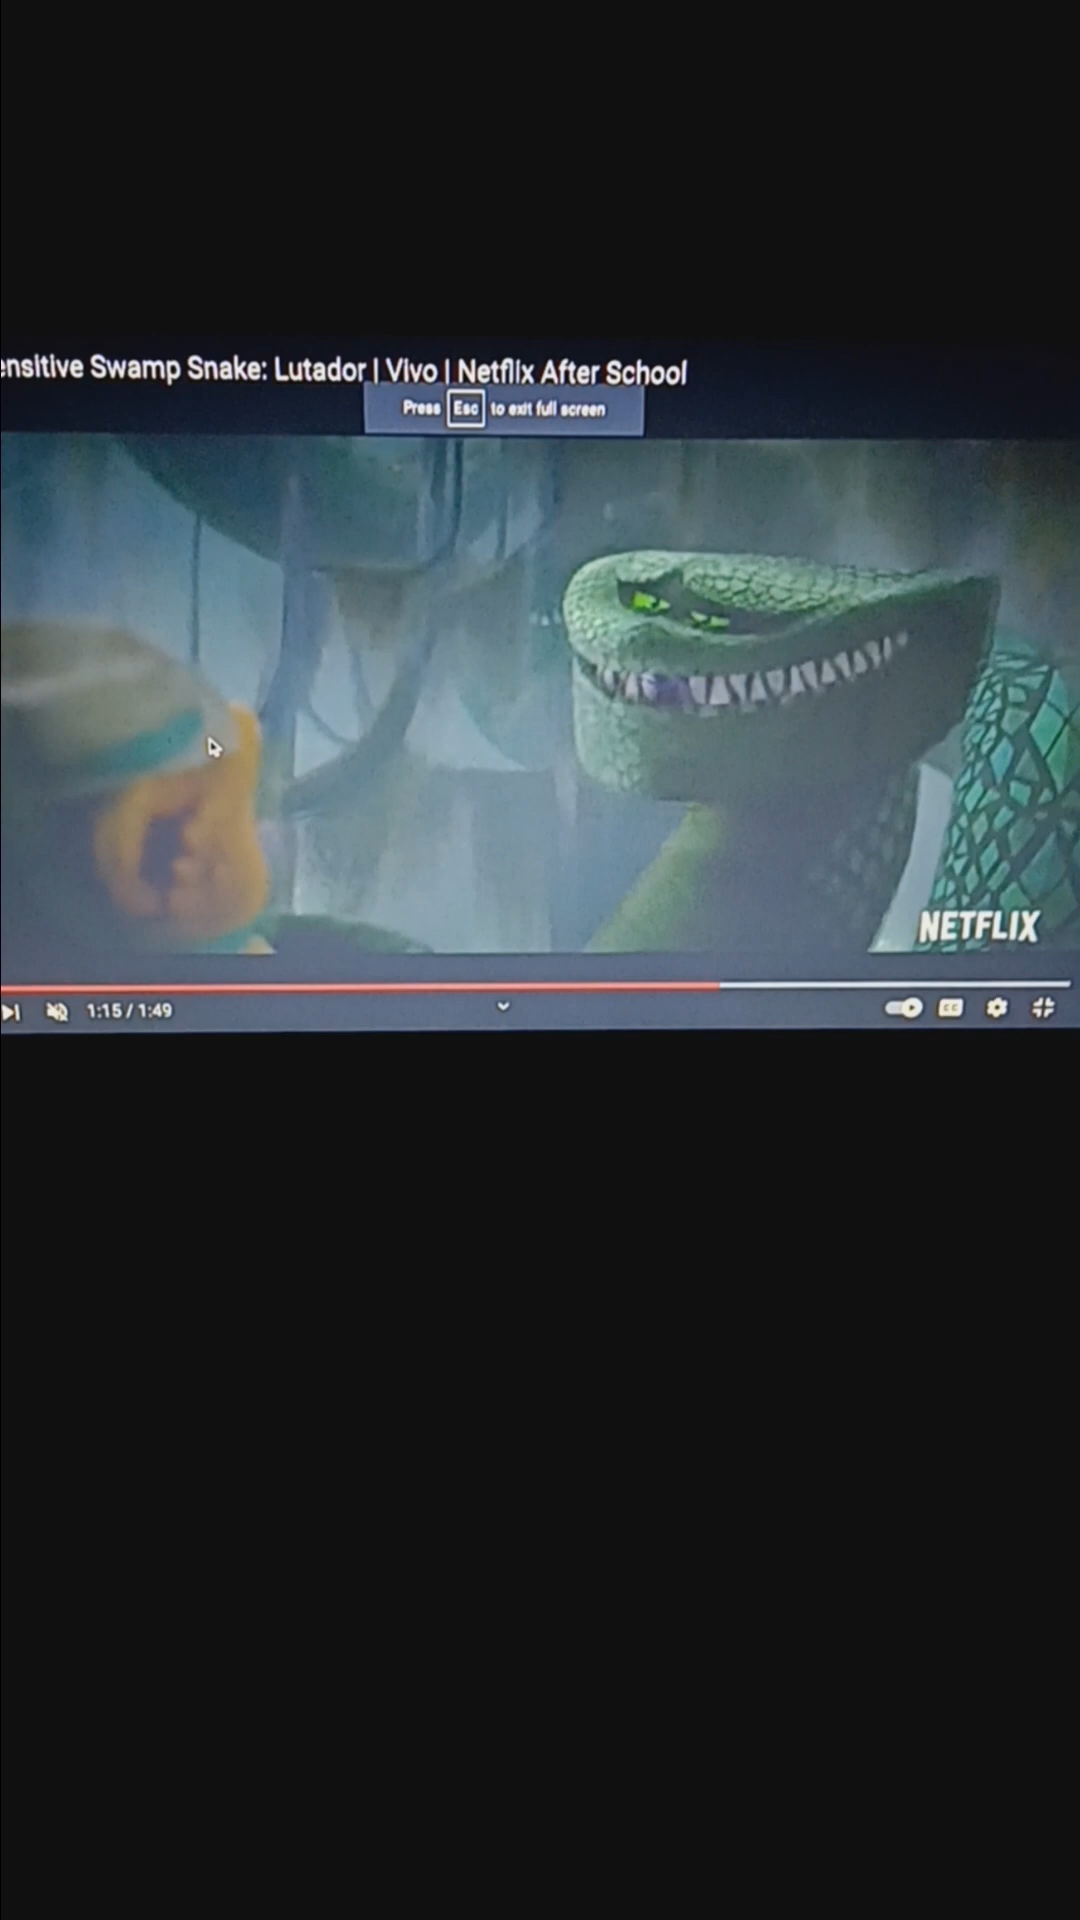 ensitive Swamp Snake: Lutador | Vivo | Netflix After School
Press Esc to exit full screen
NETFLIX
1:15 / 1:49
CC